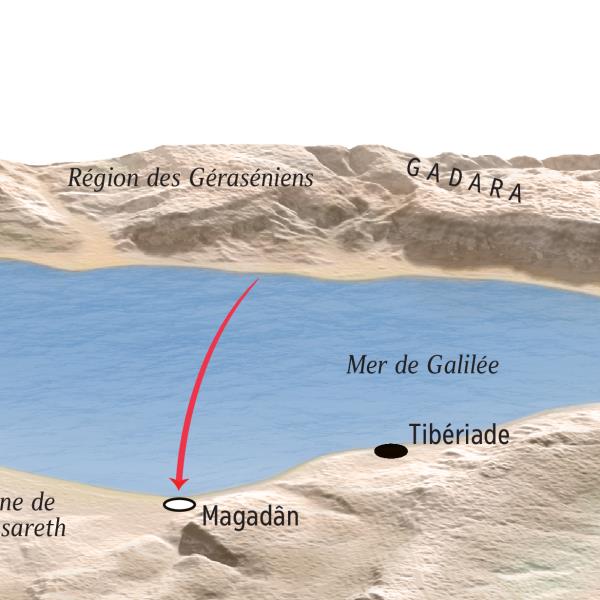 Région des Géraséniens
GADARA
Mer de Galilée
Tibériade
ne de
sareth
Magadân